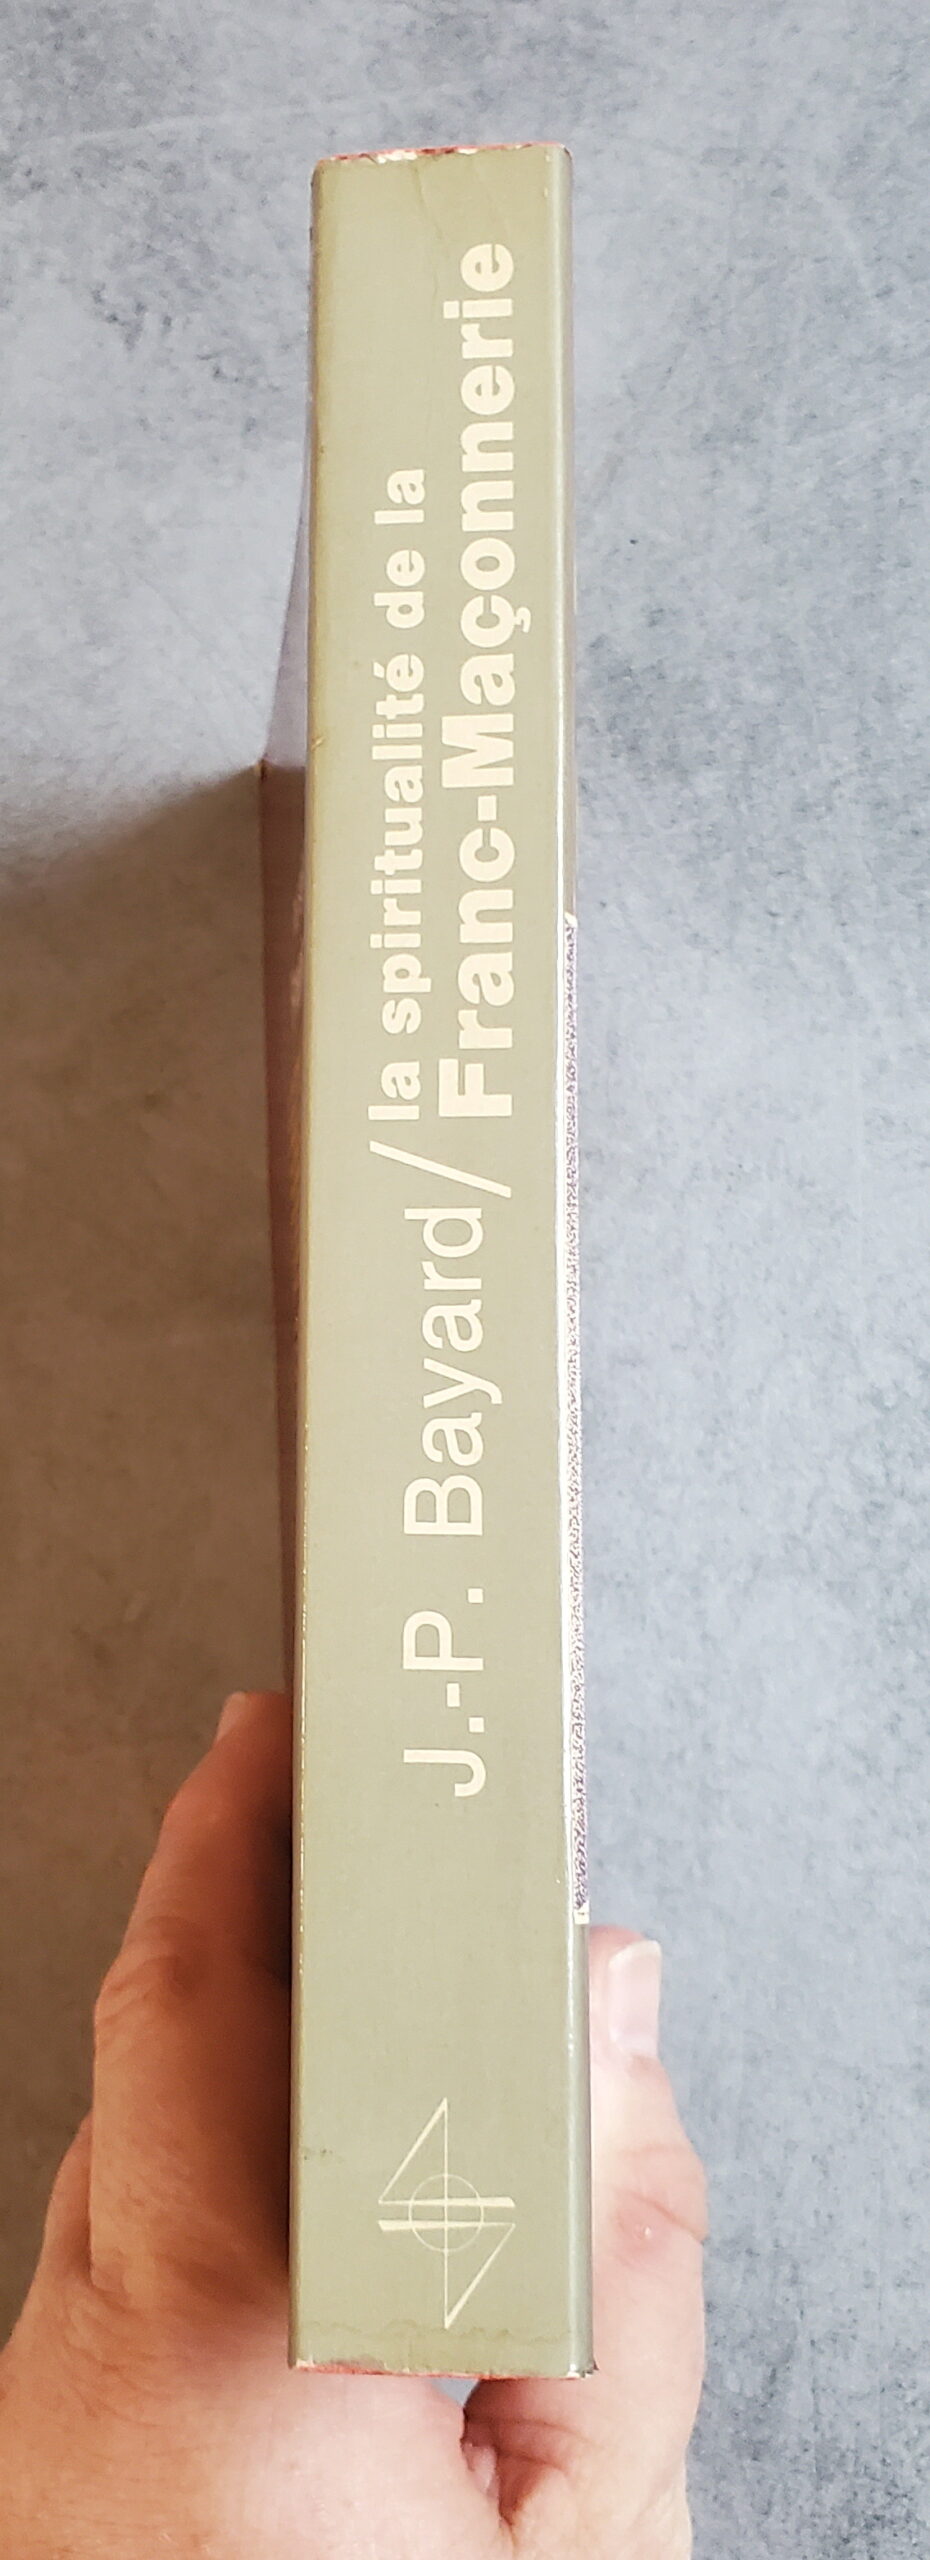 J.-P. Bayard/
la spiritualité de la
Franc-Maçonnerie